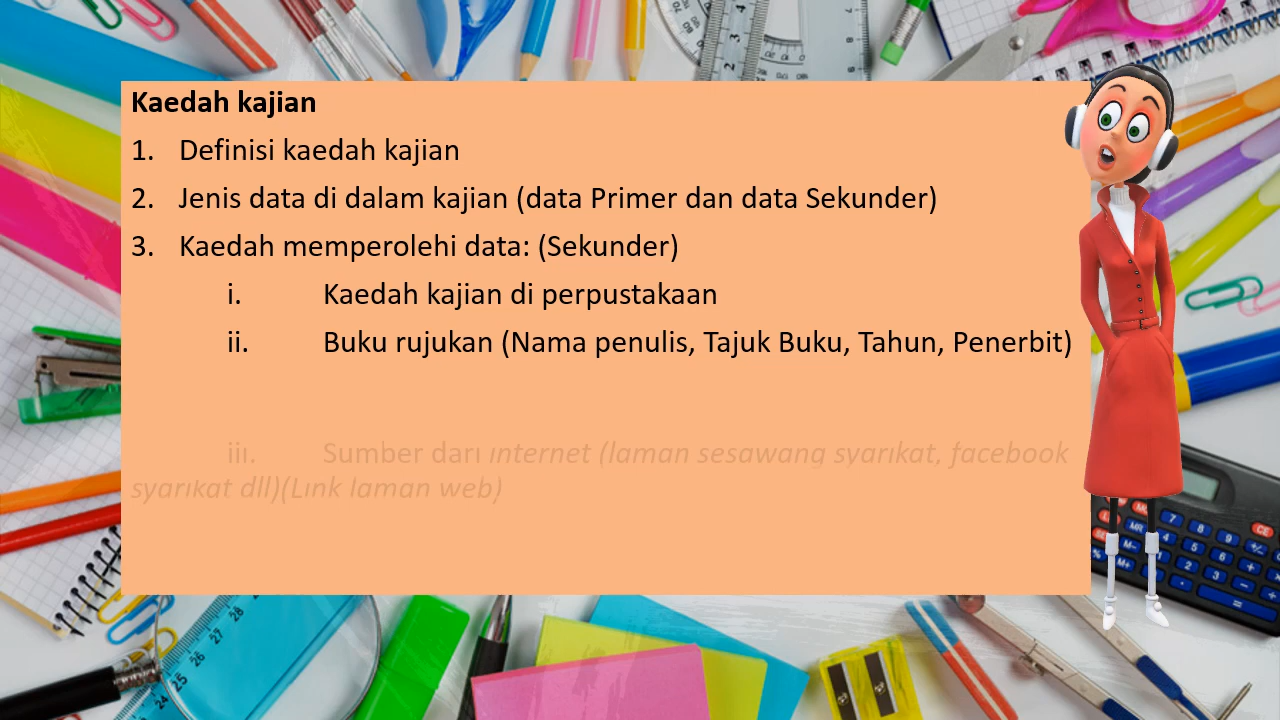 Kaedah kajian
1. Definisi kaedah kajian
2. Jenis data di dalam kajian (data Primer dan data Sekunder)
3. Kaedah memperolehi data: (Sekunder)
i. Kaedah kajian di perpustakaan
ii. Buku rujukan (Nama penulis, Tajuk Buku, Tahun, Penerbit)
iii. Sumber dari internet (laman sesawang syarikat, facebook
syarikat dll)(Link laman web)